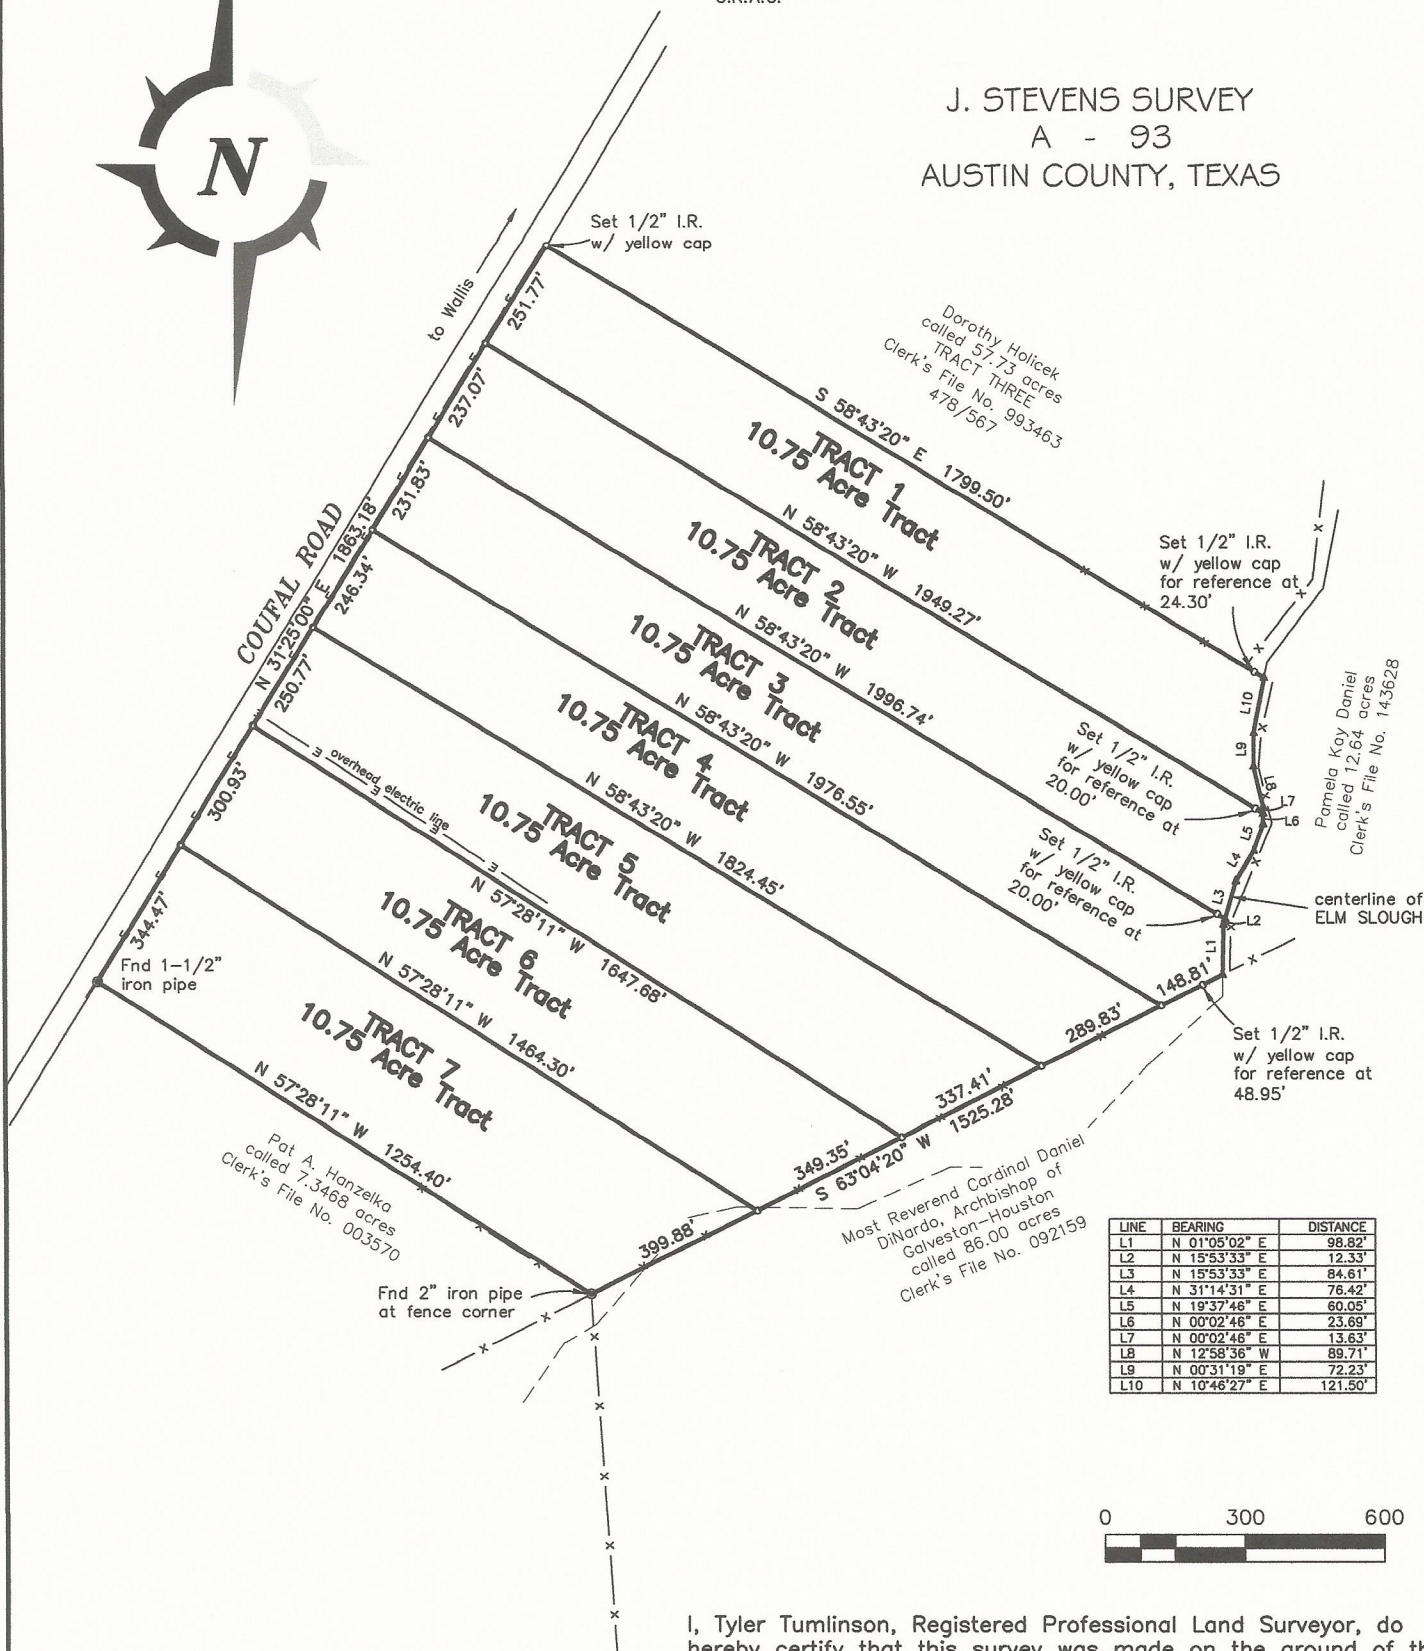 N
J. STEVENS SURVEY
A - 93
AUSTIN COUNTY, TEXAS
Set 1/2" I.R.
w/ yellow cap
to Wallis
COUFAL ROAD
N 31°25'00" E 1863.18'
251.77'
237.07'
231.83'
246.34'
250.77'
300.93'
344.47'
Dorothy Holicek
called 57.73 acres
TRACT THREE
Clerk's File No. 993463
478/567
S 58°43'20" E 1799.50'
TRACT 1
10.75 Acre Tract
N 58°43'20" W 1949.27'
TRACT 2
10.75 Acre Tract
N 58°43'20" W 1996.74'
TRACT 3
10.75 Acre Tract
N 58°43'20" W 1976.55'
TRACT 4
10.75 Acre Tract
N 58°43'20" W 1824.45'
TRACT 5
10.75 Acre Tract
overhead electric line
N 57°28'11" W 1647.68'
TRACT 6
10.75 Acre Tract
N 57°28'11" W 1464.30'
TRACT 7
10.75 Acre Tract
N 57°28'11" W 1254.40'
Set 1/2" I.R.
w/ yellow cap
for reference at
24.30'
Set 1/2" I.R.
w/ yellow cap
for reference at
20.00'
Set 1/2" I.R.
w/ yellow cap
for reference at
20.00'
L10
L9
L8
L7
L6
L5
L4
L3
L2
L1
Pamela Kay Daniel
called 12.64 acres
Clerk's File No. 143628
centerline of
ELM SLOUGH
Set 1/2" I.R.
w/ yellow cap
for reference at
48.95'
148.81'
289.83'
337.41'
349.35'
399.88'
S 63°04'20" W 1525.28'
Most Reverend Cardinal Daniel
DiNardo, Archbishop of
Galveston-Houston
called 86.00 acres
Clerk's File No. 092159
Fnd 1-1/2"
iron pipe
Pat A. Hanzelka
called 7.3468 acres
Clerk's File No. 003570
Fnd 2" iron pipe
at fence corner
LINE BEARING DISTANCE
L1 N 01°05'02" E 98.82'
L2 N 15°53'33" E 12.33'
L3 N 15°53'33" E 84.61'
L4 N 31°14'31" E 76.42'
L5 N 19°37'46" E 60.05'
L6 N 00°02'46" E 23.69'
L7 N 00°02'46" E 13.63'
L8 N 12°58'36" W 89.71'
L9 N 00°31'19" E 72.23'
L10 N 10°46'27" E 121.50'
0 300 600
I, Tyler Tumlinson, Registered Professional Land Surveyor, do
hereby certify that this survey was made on the ground of